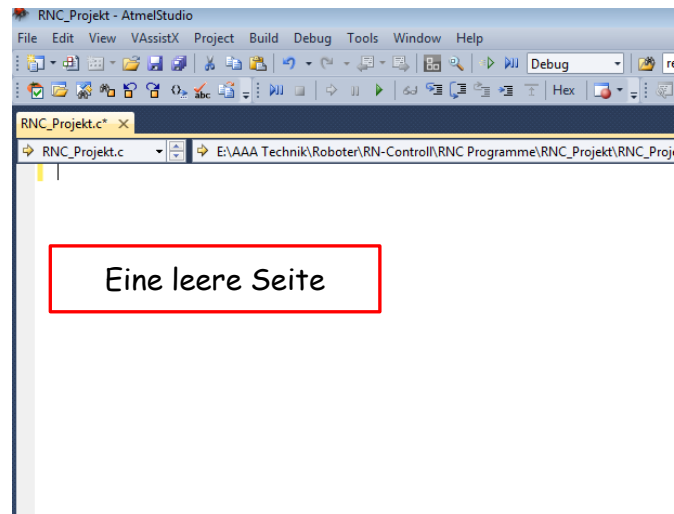 RNC_Projekt - AtmelStudio
File Edit View VAssistX Project Build Debug Tools Window Help
Debug
Hex
RNC_Projekt.c*
RNC_Projekt.c E:\AAA Technik\Roboter\RN-Controll\RNC Programme\RNC_Projekt\RNC_Proj
Eine leere Seite